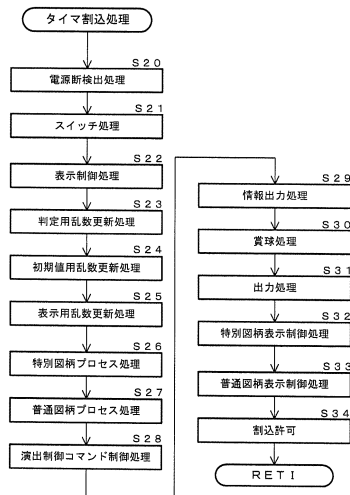 タイマ割込処理
S20
電源断検出処理
S21
スイッチ処理
S22
表示制御処理
S23
判定用乱数更新処理
S24
初期値用乱数更新処理
S25
表示用乱数更新処理
S26
特別図柄プロセス処理
S27
普通図柄プロセス処理
S28
演出制御コマンド制御処理
S29
情報出力処理
S30
賞球処理
S31
出力処理
S32
特別図柄表示制御処理
S33
普通図柄表示制御処理
S34
割込許可
RETI